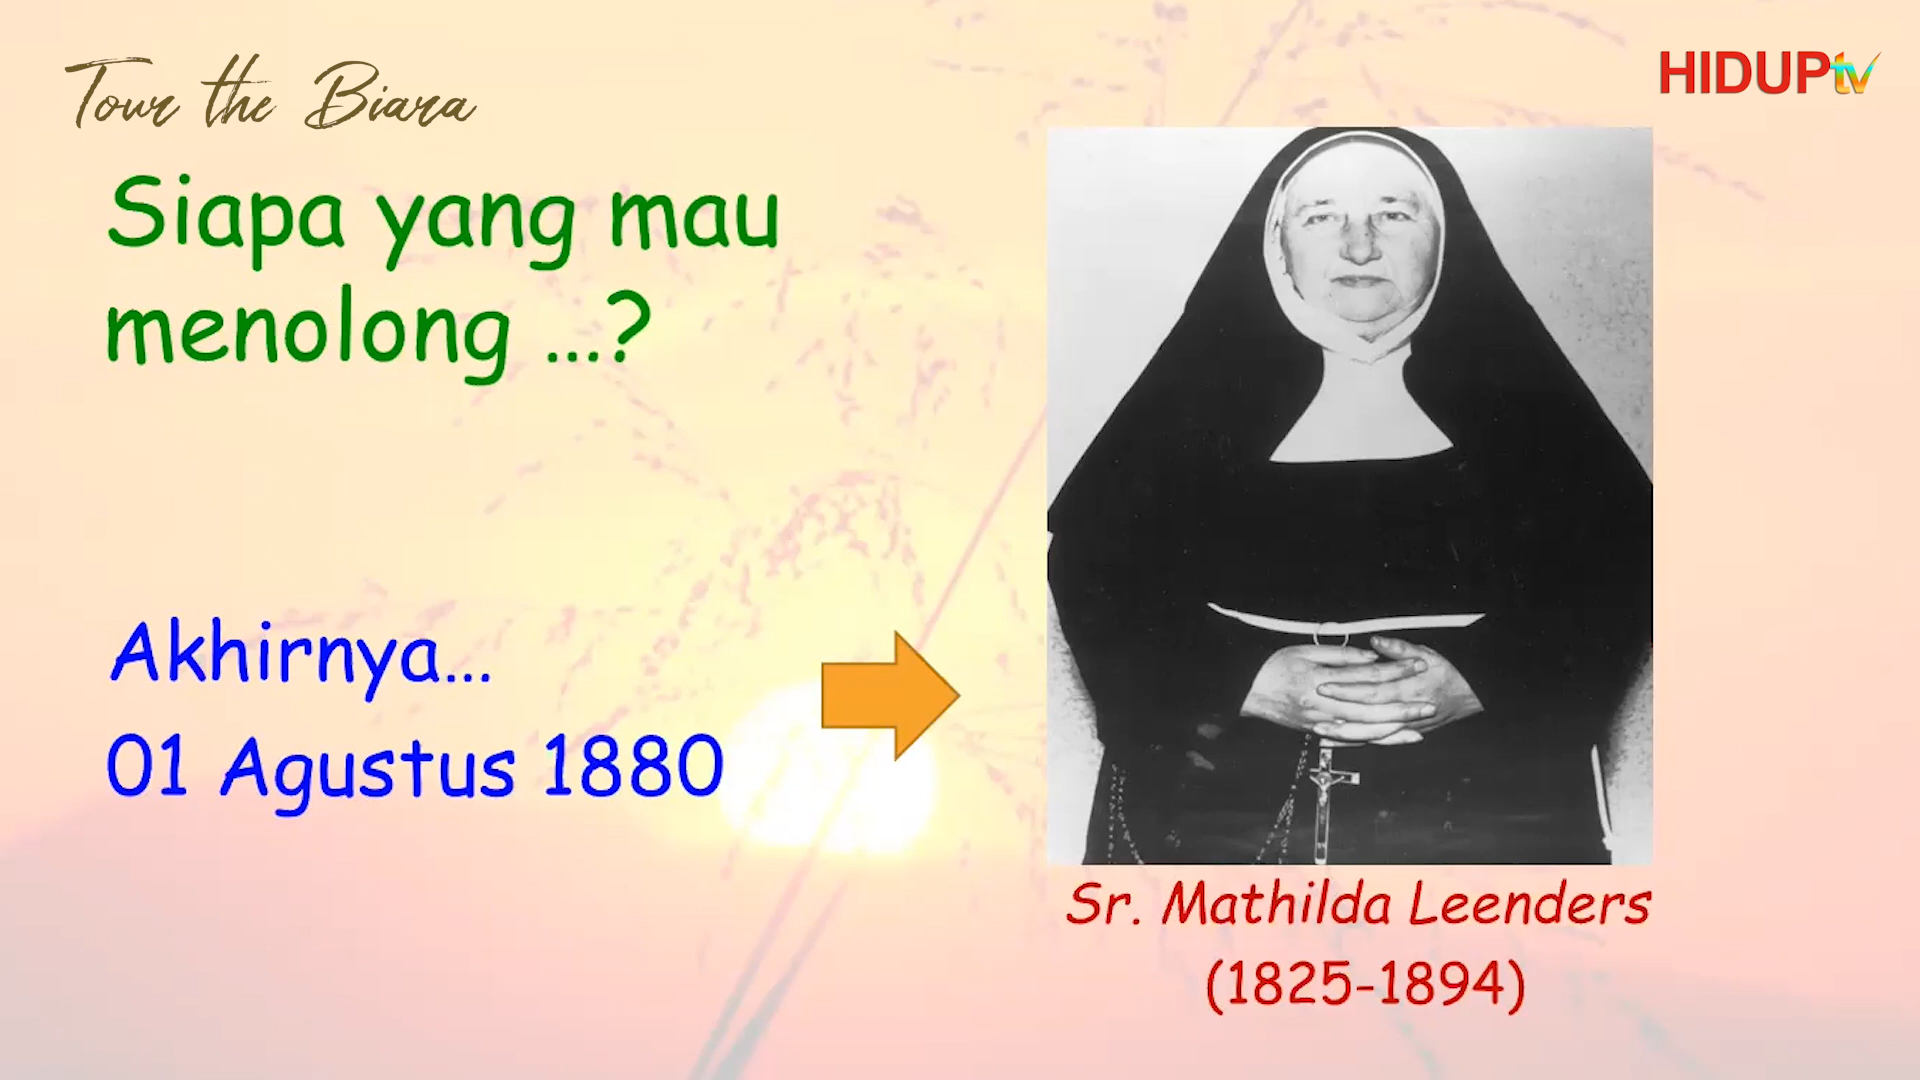 Tour the Biara
HIDUPtv
Siapa yang mau
menolong ...?
Akhirnya...
01 Agustus 1880
Sr. Mathilda Leenders
(1825-1894)